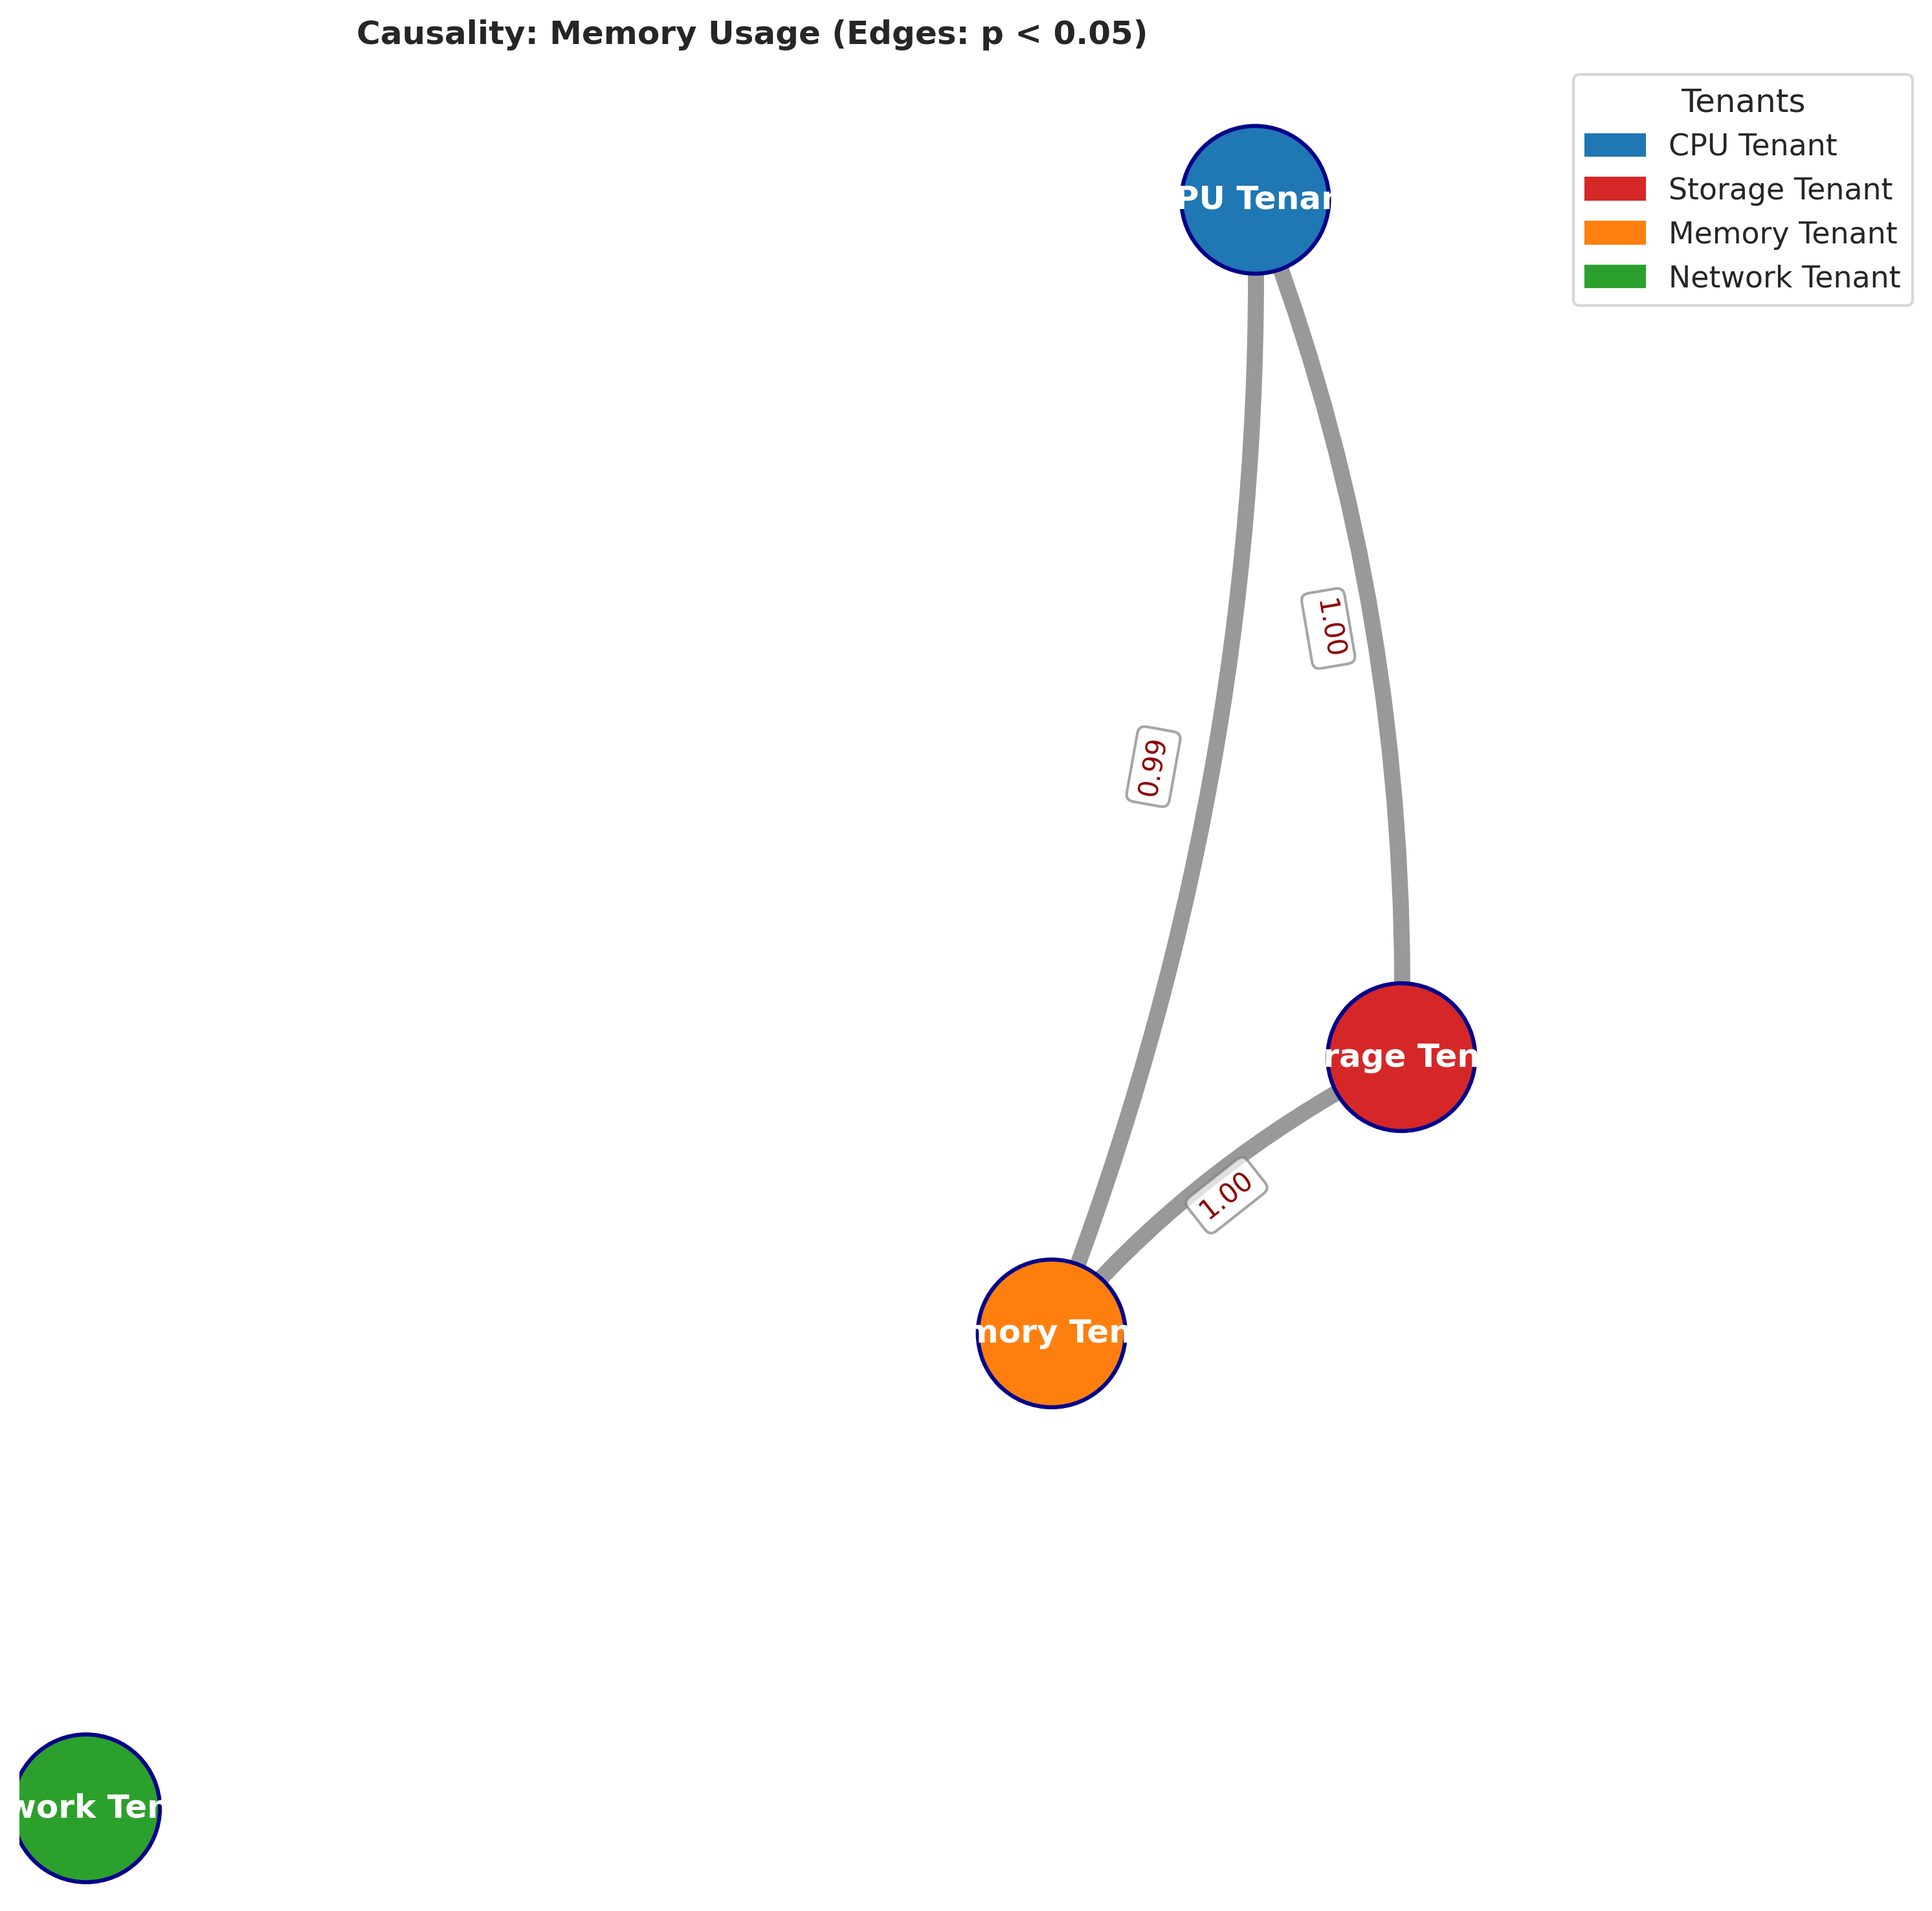 Causality: Memory Usage (Edges: p < 0.05)
Tenants
CPU Tenant
Storage Tenant
Memory Tenant
Network Tenant
PU Tenan
1.00
0.99
rage Ten
1.00
mory Ten
work Ten